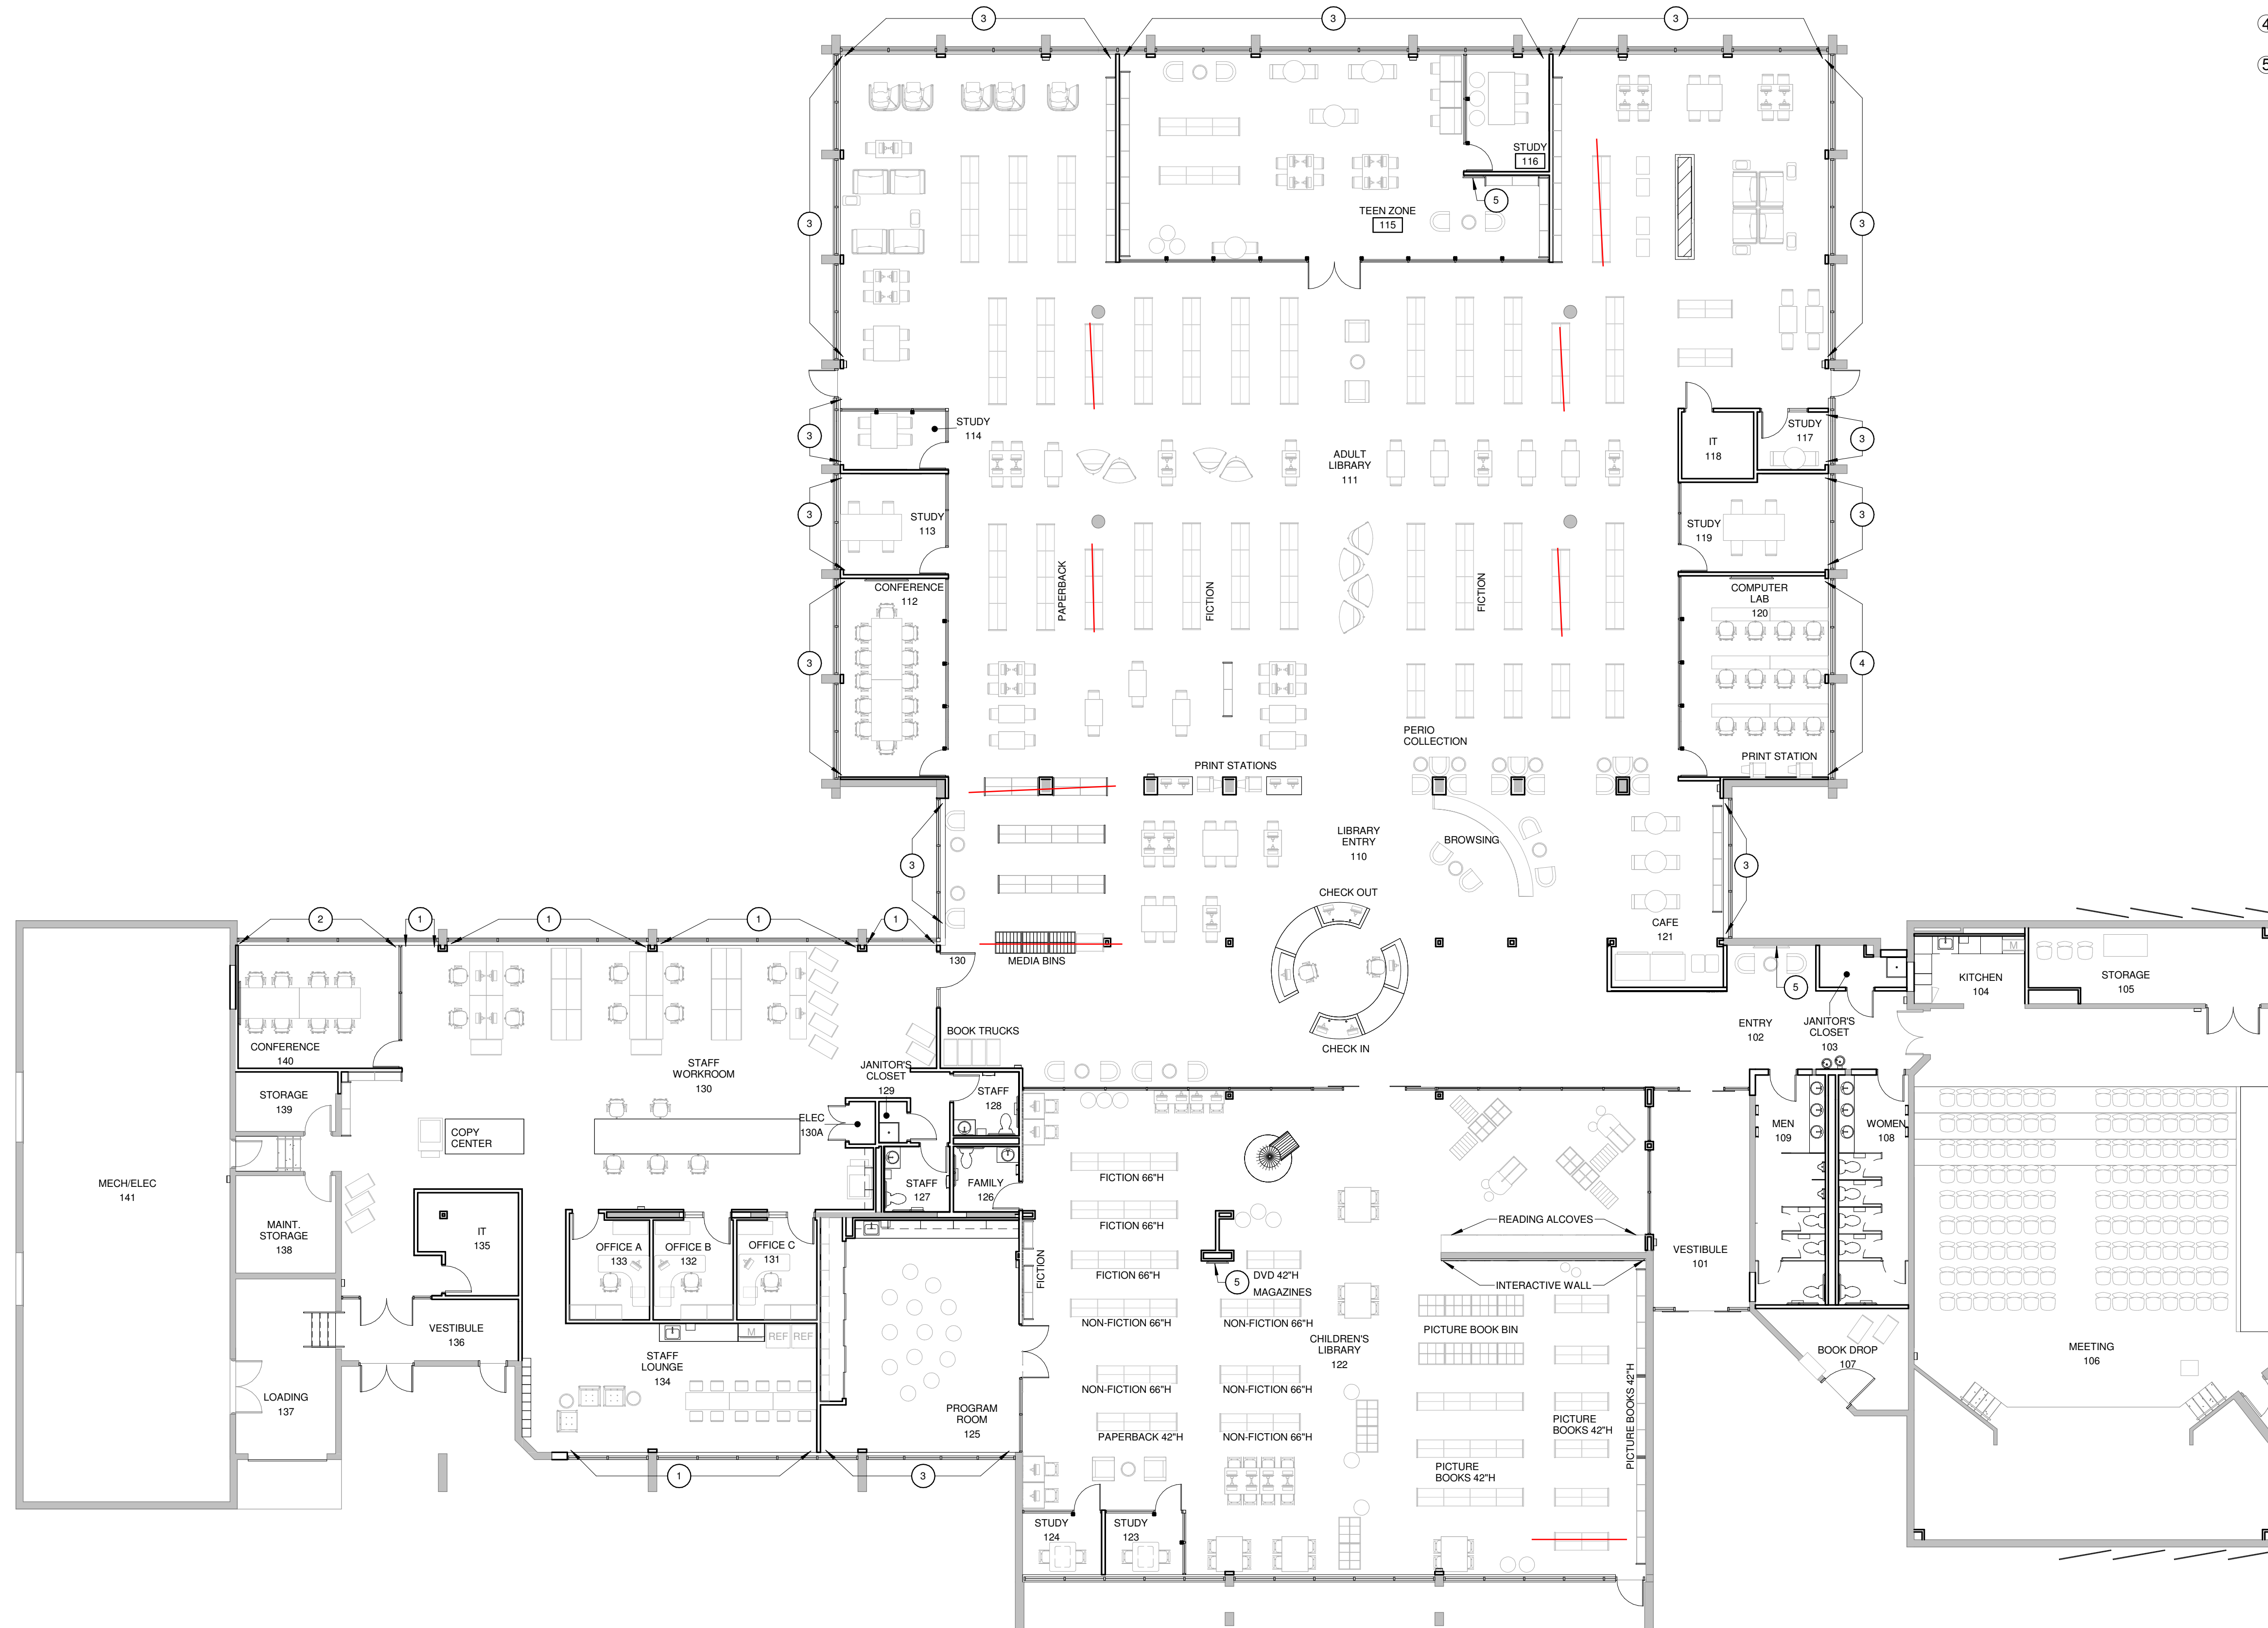 3
3
3
4
5
STUDY
116
5
TEEN ZONE
115
3
3
STUDY
114
3
ADULT
LIBRARY
111
IT
118
STUDY
117
3
3
STUDY
113
STUDY
119
3
CONFERENCE
112
PAPERBACK
FICTION
FICTION
COMPUTER
LAB
120
3
4
PERIO
COLLECTION
PRINT STATIONS
PRINT STATION
LIBRARY
ENTRY
110
BROWSING
3
3
CHECK OUT
CAFE
121
2
1
1
1
1
130
MEDIA BINS
5
KITCHEN
104
M
STORAGE
105
BOOK TRUCKS
ENTRY
102
JANITOR'S
CLOSET
103
CHECK IN
CONFERENCE
140
STAFF
WORKROOM
130
JANITOR'S
CLOSET
129
STAFF
128
STORAGE
139
ELEC
130A
COPY
CENTER
MEN
109
WOMEN
108
MECH/ELEC
141
STAFF
127
FAMILY
126
FICTION 66"H
MAINT.
STORAGE
138
IT
135
OFFICE A
133
OFFICE B
132
OFFICE C
131
FICTION 66"H
READING ALCOVES
VESTIBULE
101
FICTION
FICTION 66"H
5
DVD 42"H
MAGAZINES
INTERACTIVE WALL
VESTIBULE
136
M
REF
REF
NON-FICTION 66"H
NON-FICTION 66"H
PICTURE BOOK BIN
CHILDREN'S
LIBRARY
122
BOOK DROP
107
MEETING
106
STAFF
LOUNGE
134
LOADING
137
NON-FICTION 66"H
NON-FICTION 66"H
PICTURE BOOKS 42"H
PROGRAM
ROOM
125
PAPERBACK 42"H
NON-FICTION 66"H
PICTURE
BOOKS 42"H
PICTURE
BOOKS 42"H
1
3
STUDY
124
STUDY
123